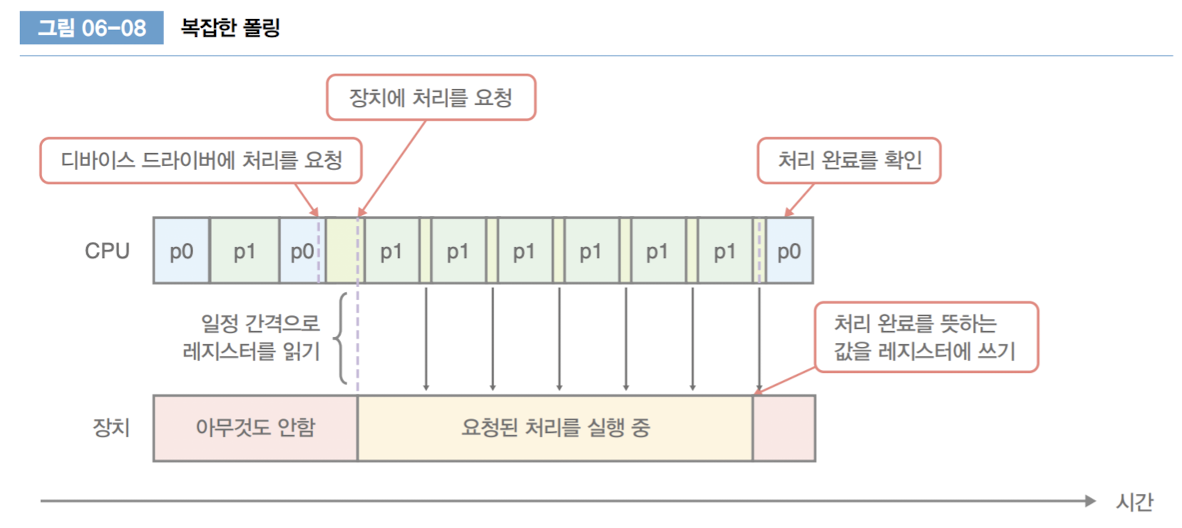 그림 06-08 복잡한 폴링
장치에 처리를 요청
디바이스 드라이버에 처리를 요청
처리 완료를 확인
CPU p0 p1 p0 p1 p1 p1 p1 p1 p1 p0
일정 간격으로
레지스터를 읽기
처리 완료를 뜻하는
값을 레지스터에 쓰기
장치 아무것도 안함 요청된 처리를 실행 중
시간